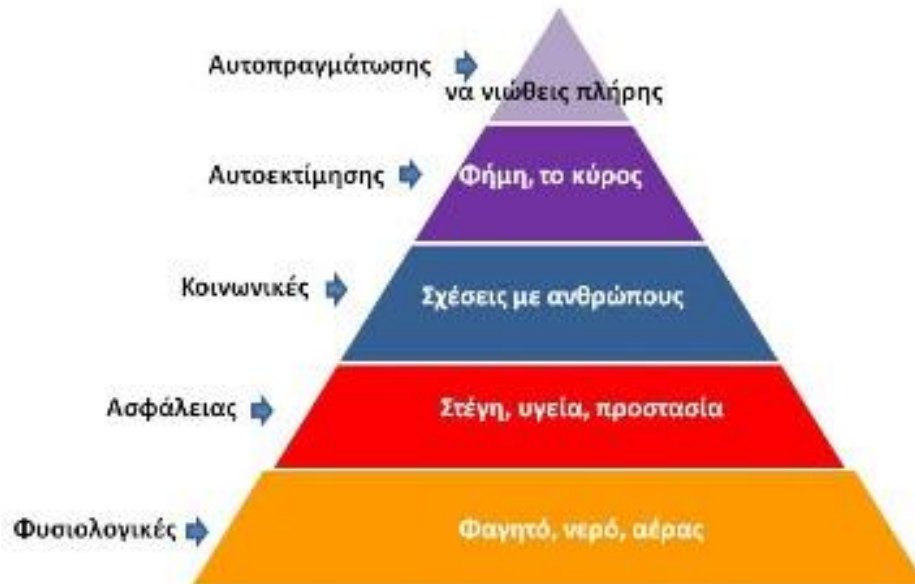 Αυτοπραγμάτωσης
να νιώθεις πλήρης
Αυτοεκτίμησης
Φήμη, το κύρος
Κοινωνικές
Σχέσεις με ανθρώπους
Ασφάλειας
Στέγη, υγεία, προστασία
Φυσιολογικές
Φαγητό, νερό, αέρας